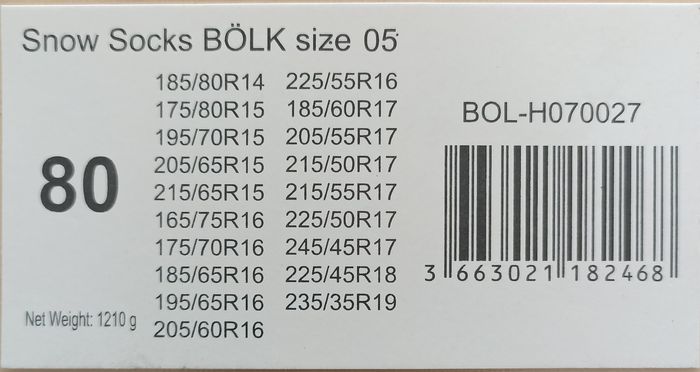 Snow Socks BÖLK size 05
80
185/80R14 225/55R16
175/80R15 185/60R17
195/70R15 205/55R17
205/65R15 215/50R17
215/65R15 215/55R17
165/75R16 225/50R17
175/70R16 245/45R17
185/65R16 225/45R18
195/65R16 235/35R19
205/60R16
Net Weight: 1210 g
BOL-H070027
3 663021 182468